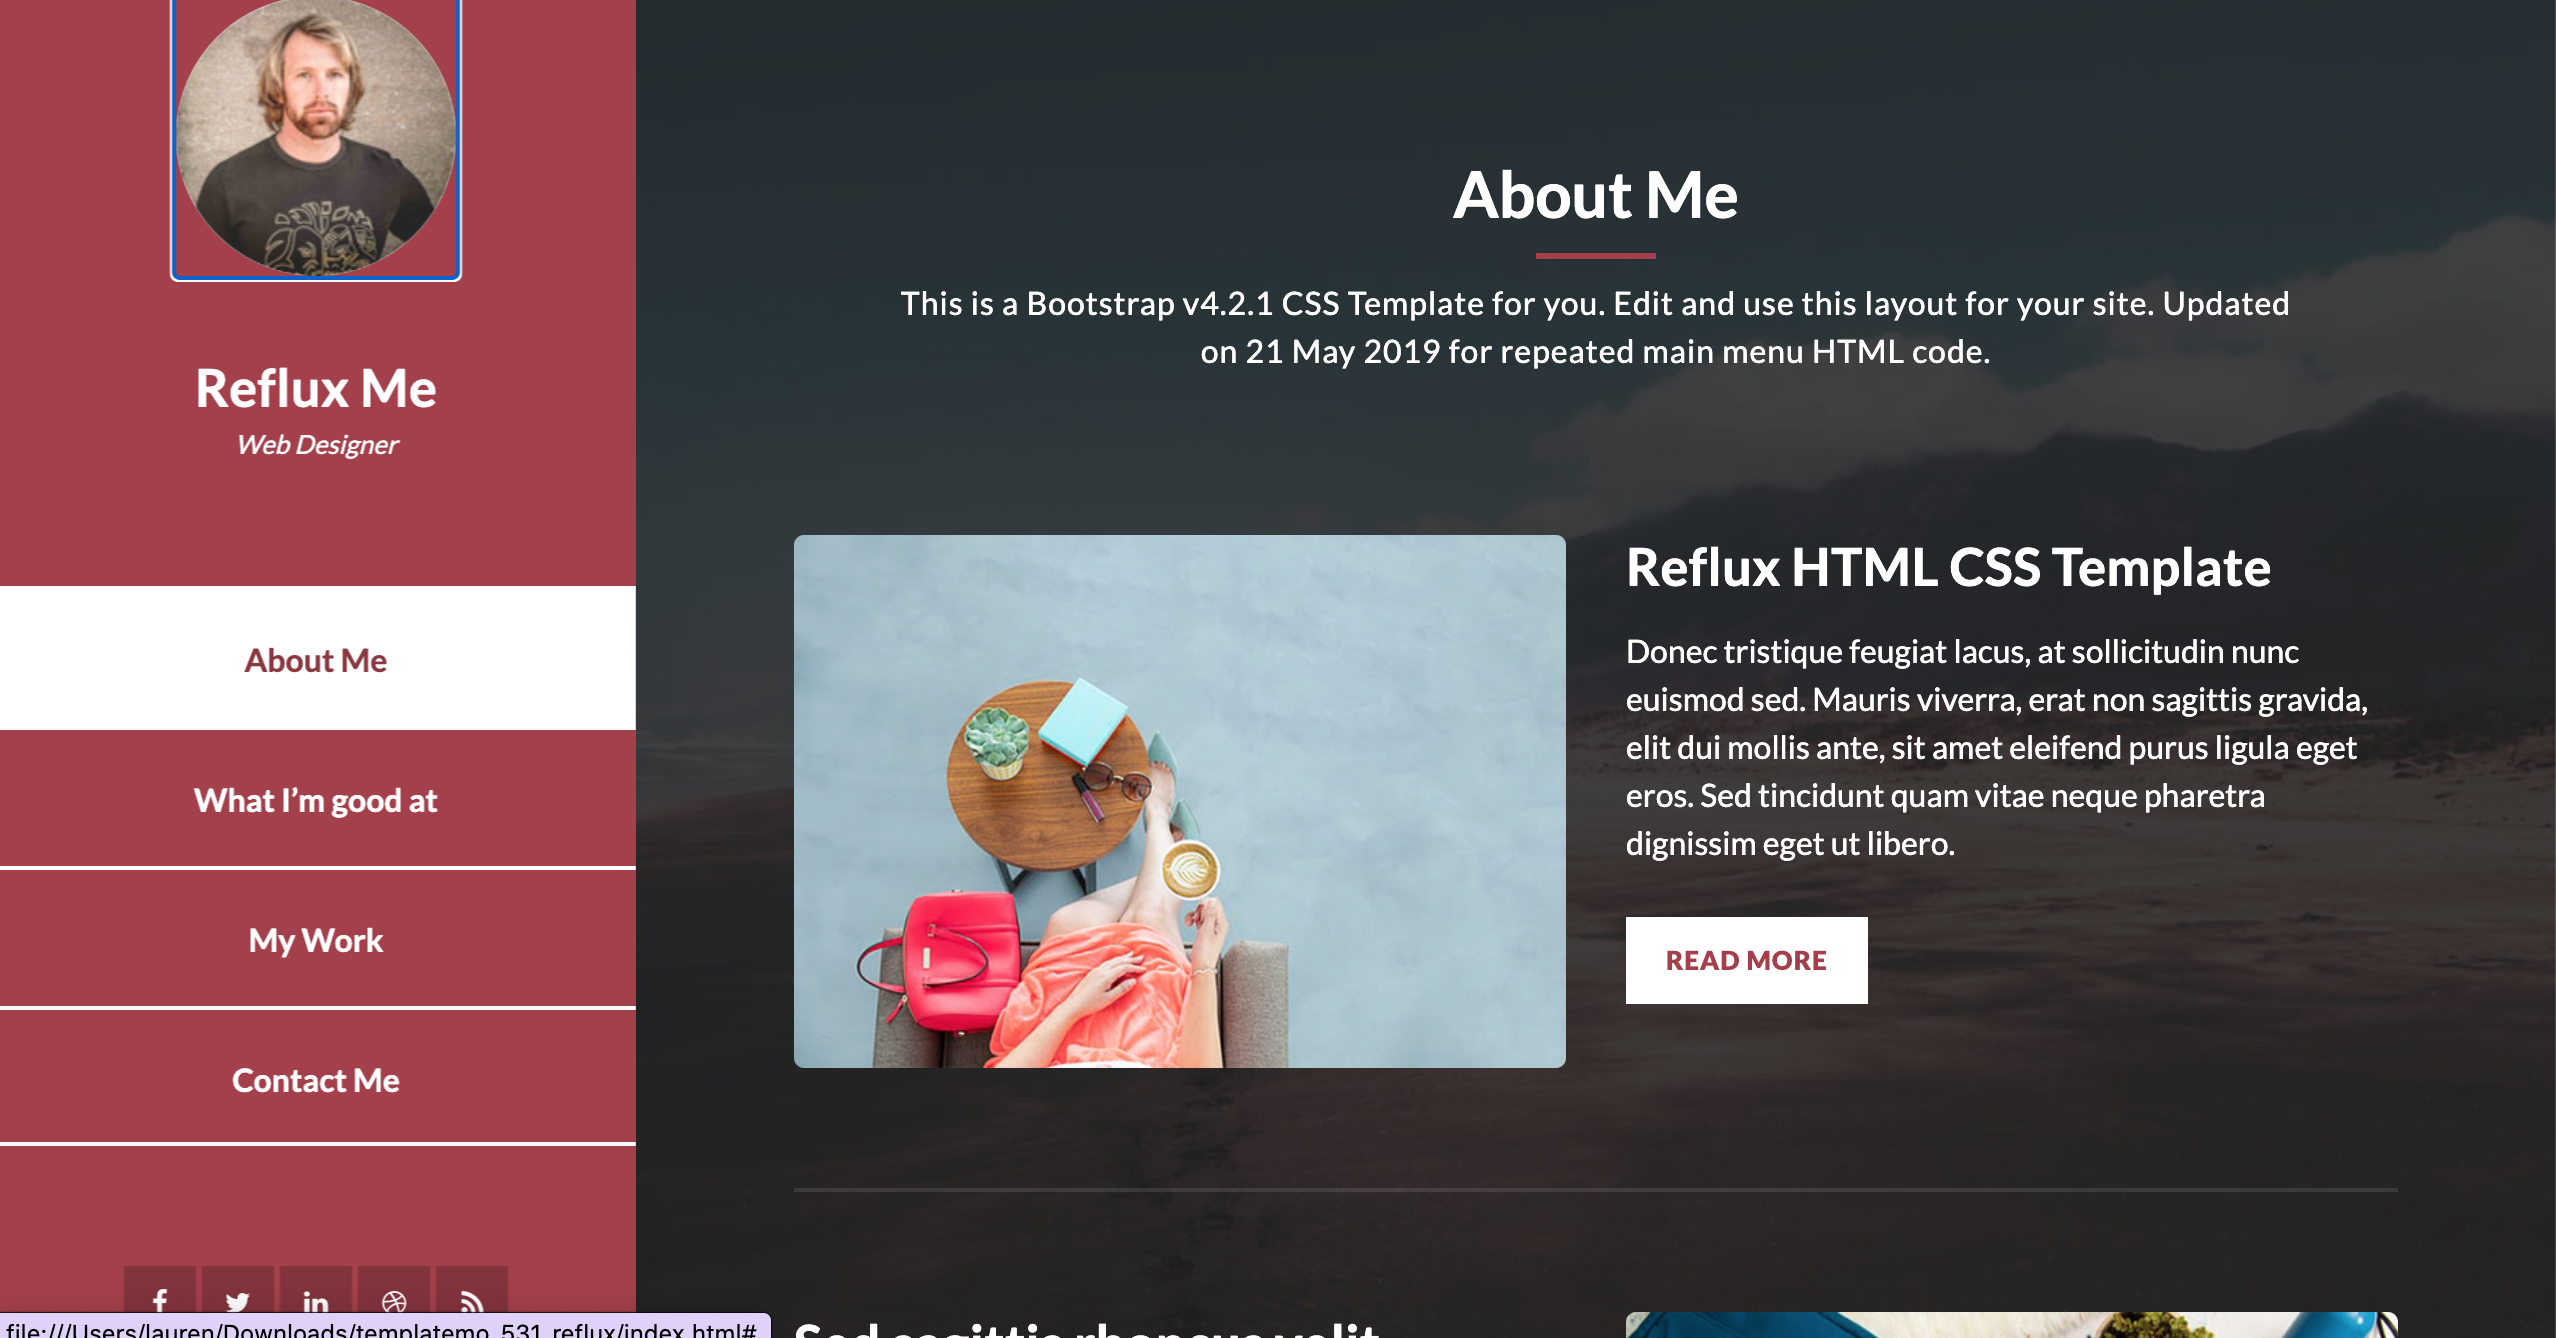 Reflux Me
Web Designer
About Me
What I’m good at
My Work
Contact Me
file:///Users/lauren/Downloads/templatemo_531_reflux/index.html#
About Me
This is a Bootstrap v4.2.1 CSS Template for you. Edit and use this layout for your site. Updated
on 21 May 2019 for repeated main menu HTML code.
Reflux HTML CSS Template
Donec tristique feugiat lacus, at sollicitudin nunc
euismod sed. Mauris viverra, erat non sagittis gravida,
elit dui mollis ante, sit amet eleifend purus ligula eget
eros. Sed tincidunt quam vitae neque pharetra
dignissim eget ut libero.
READ MORE
Sed sagittis rhoncus velit